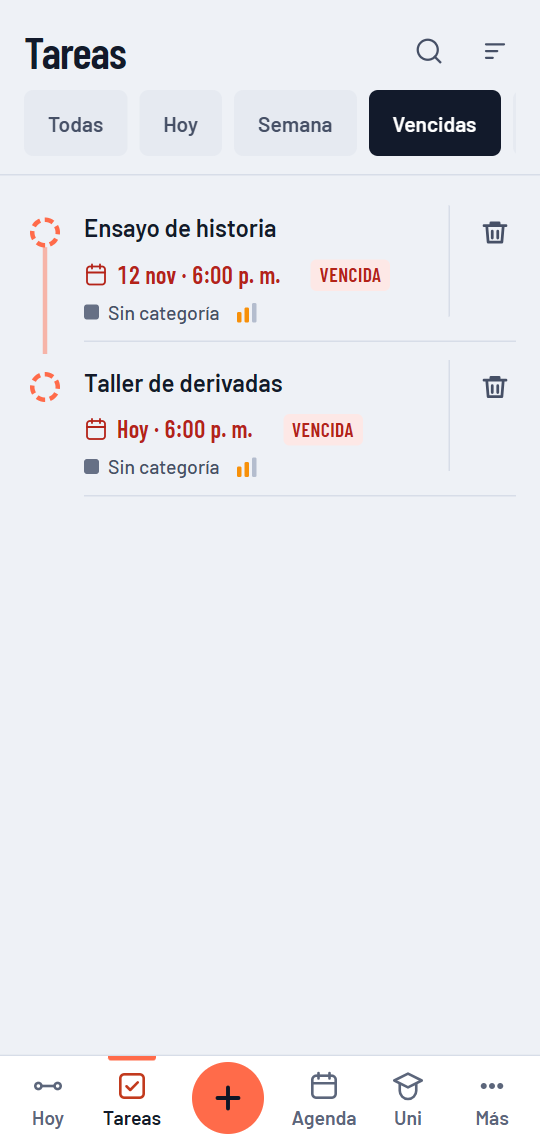 Tareas
Todas Hoy Semana Vencidas
Ensayo de historia
12 nov · 6:00 p. m. VENCIDA
Sin categoría
Taller de derivadas
Hoy · 6:00 p. m. VENCIDA
Sin categoría
Hoy Tareas Agenda Uni Más